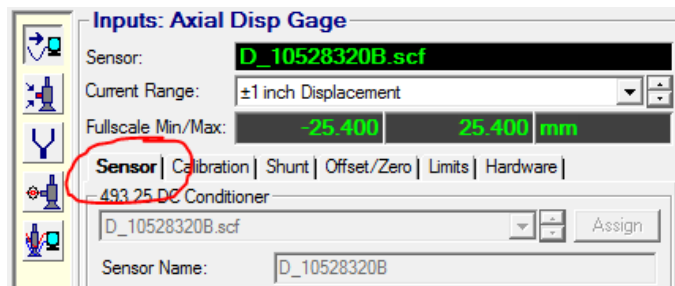 Inputs: Axial Disp Gage
Sensor: D_10528320B.scf
Current Range: ±1 inch Displacement
Fullscale Min/Max: -25.400 25.400 mm
Sensor Calibration Shunt Offset/Zero Limits Hardware
493.25 DC Conditioner
D_10528320B.scf Assign
Sensor Name: D_10528320B